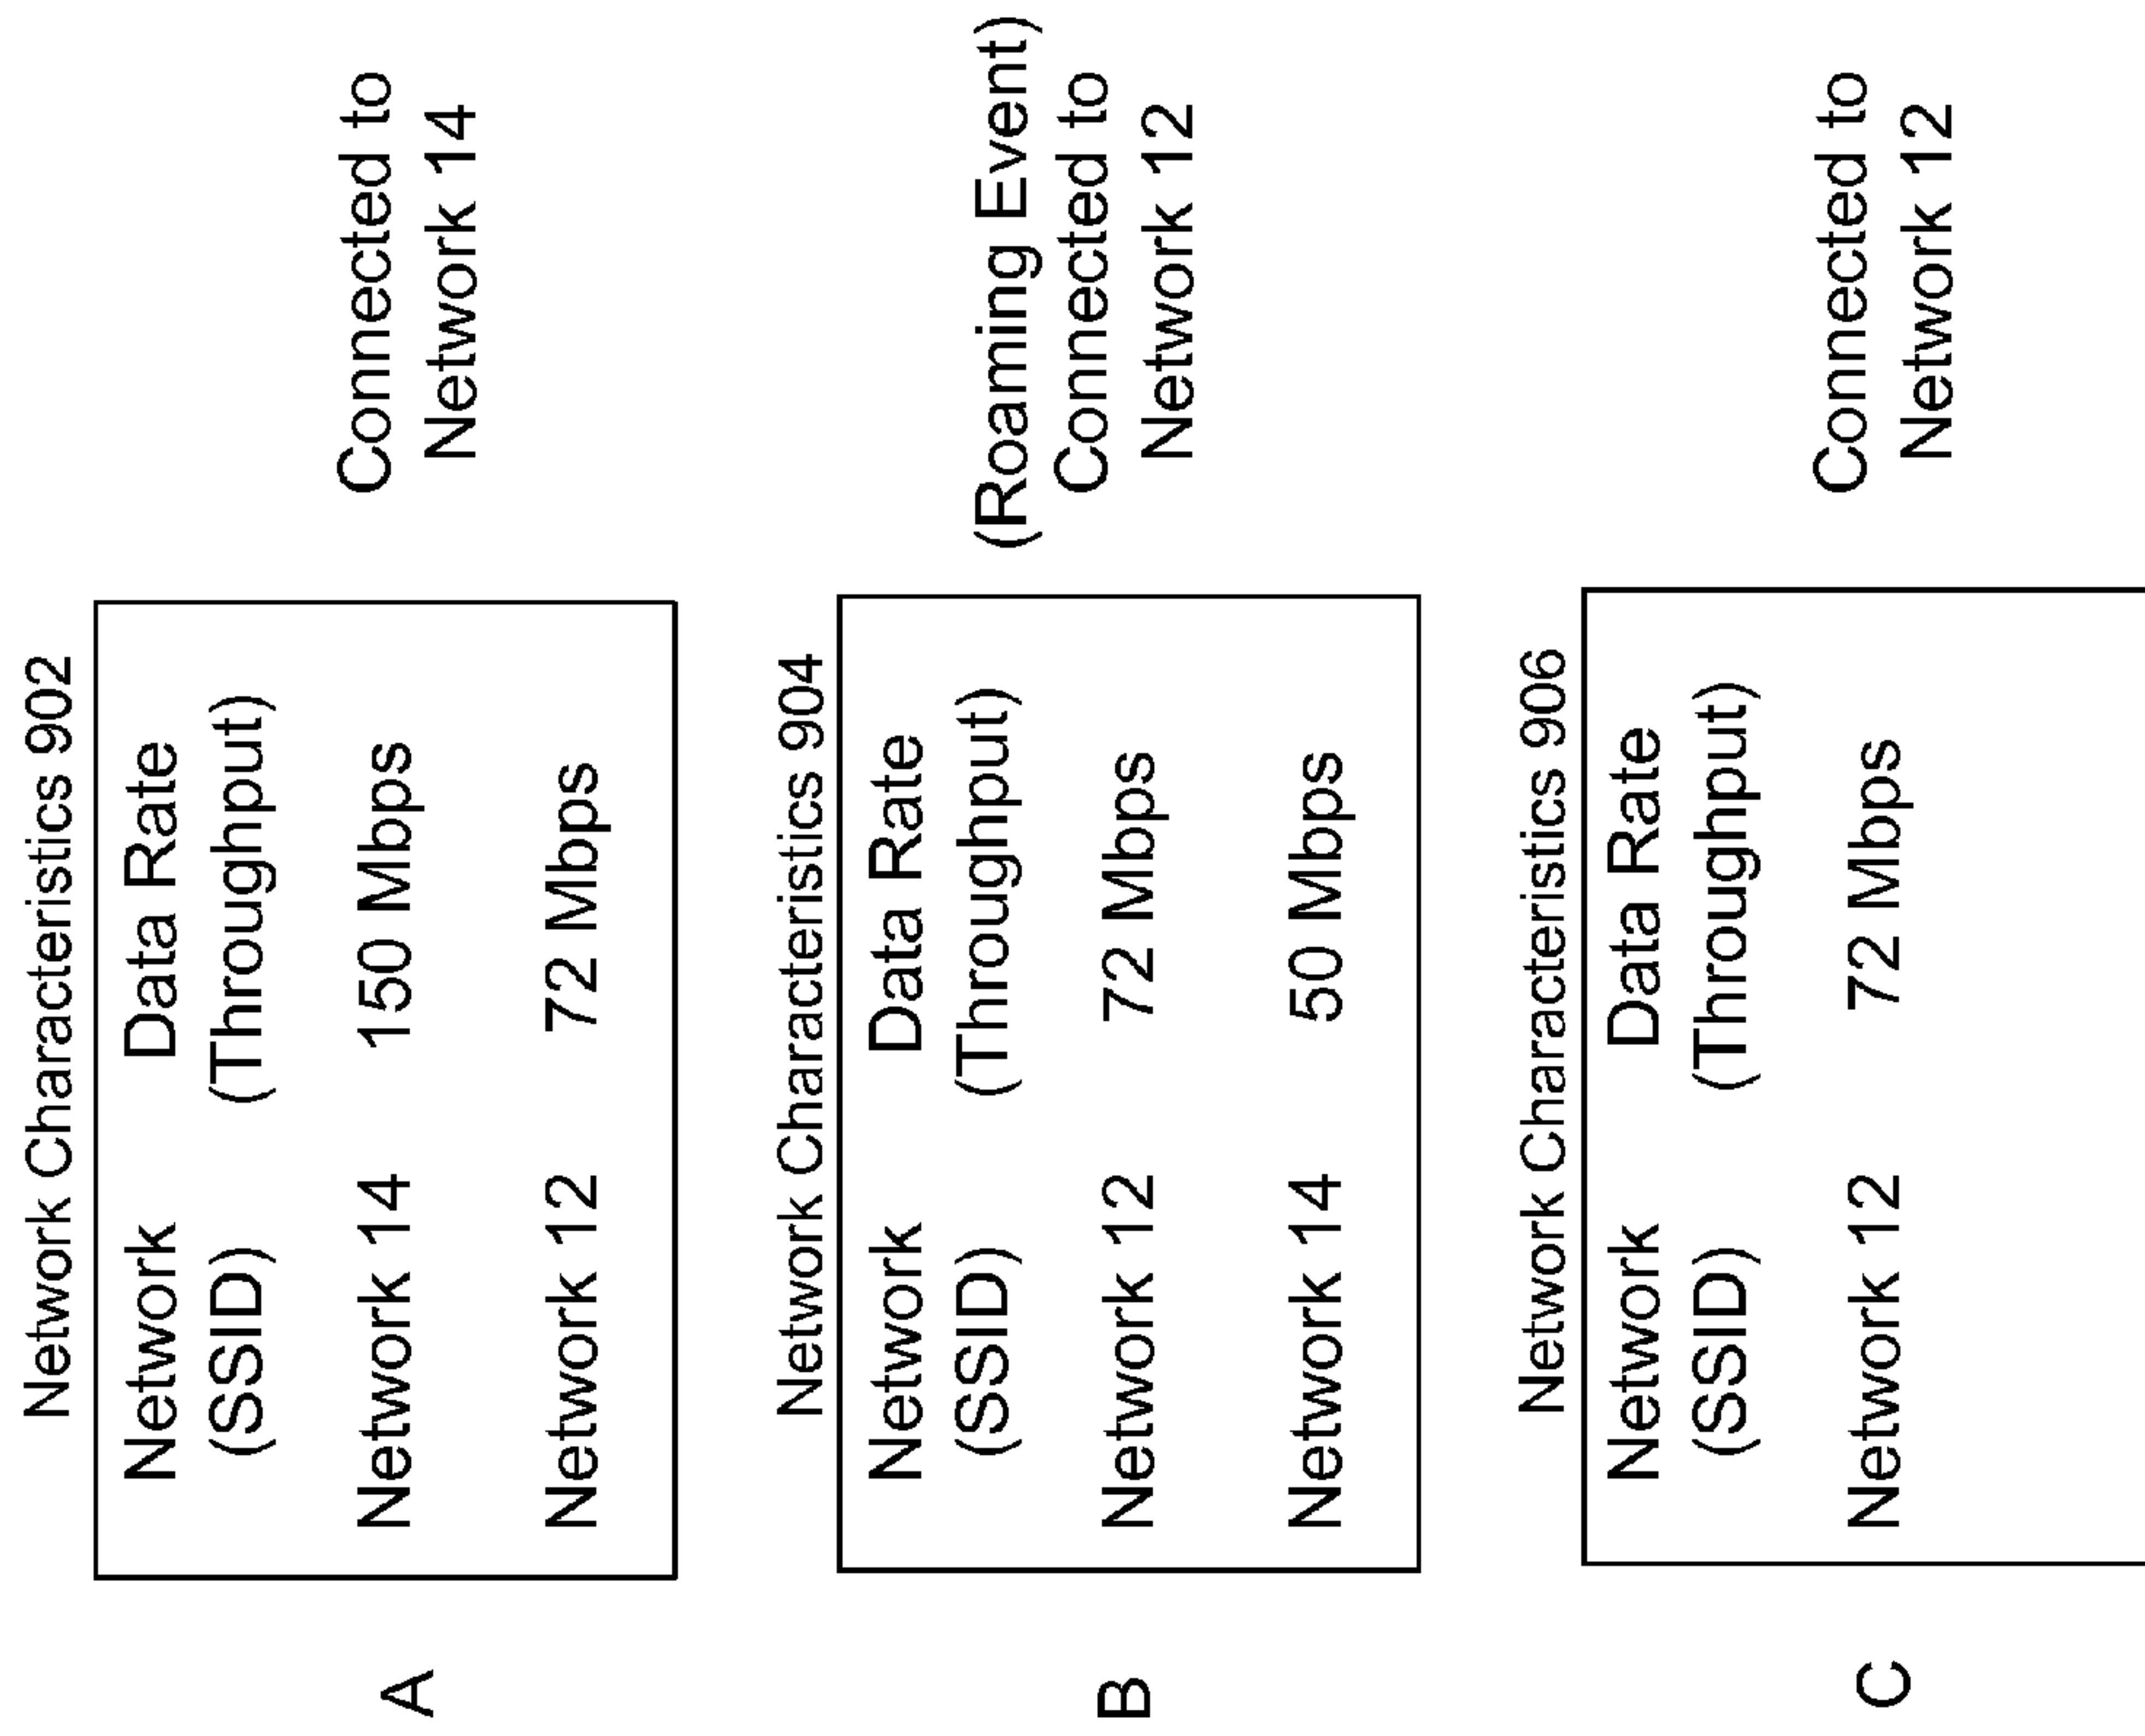 Network Characteristics 902
Network Data Rate
(SSID) (Throughput)
Network 14 150 Mbps
Network 12 72 Mbps
A
Connected to
Network 14
Network Characteristics 904
Network Data Rate
(SSID) (Throughput)
Network 12 72 Mbps
Network 14 50 Mbps
B
(Roaming Event)
Connected to
Network 12
Network Characteristics 906
Network Data Rate
(SSID) (Throughput)
Network 12 72 Mbps
C
Connected to
Network 12